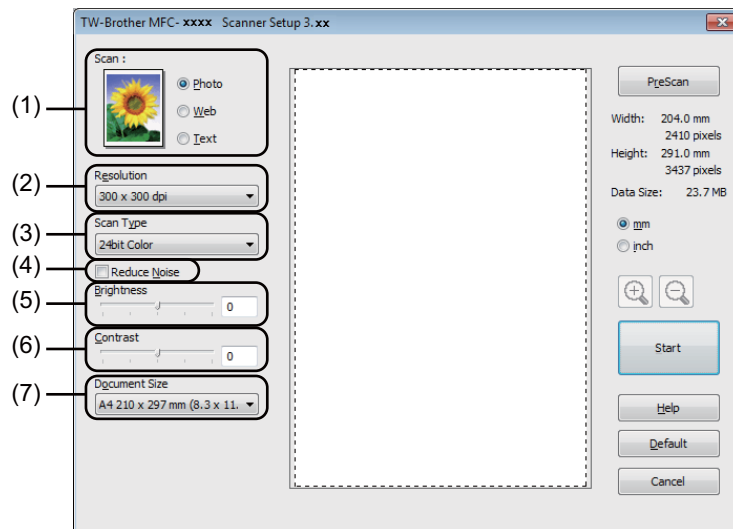 TW-Brother MFC- xxxx Scanner Setup 3. xx
Scan :
Photo
Web
Text
(1)
Resolution
300 x 300 dpi
(2)
Scan Type
24bit Color
(3)
Reduce Noise
(4)
Brightness
0
(5)
Contrast
0
(6)
Document Size
A4 210 x 297 mm (8.3 x 11.
(7)
PreScan
Width: 204.0 mm
2410 pixels
Height: 291.0 mm
3437 pixels
Data Size: 23.7 MB
mm
inch
Start
Help
Default
Cancel